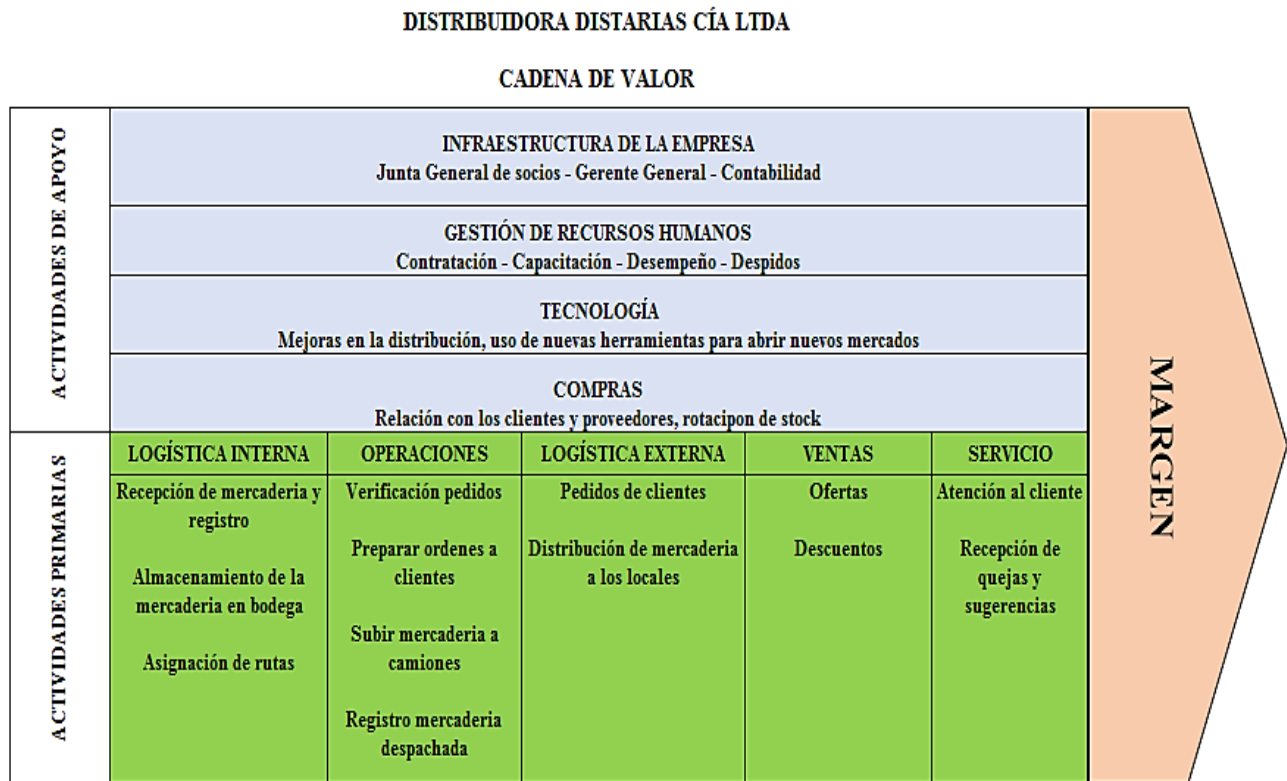 DISTRIBUIDORA DISTARIAS CÍA LTDA
CADENA DE VALOR
ACTIVIDADES DE APOYO
INFRAESTRUCTURA DE LA EMPRESA
Junta General de socios - Gerente General - Contabilidad
GESTIÓN DE RECURSOS HUMANOS
Contratación - Capacitación - Desempeño - Despidos
TECNOLOGÍA
Mejoras en la distribución, uso de nuevas herramientas para abrir nuevos mercados
COMPRAS
Relación con los clientes y proveedores, rotacipon de stock
MARGEN
ACTIVIDADES PRIMARIAS
LOGÍSTICA INTERNA
Recepción de mercaderia y
registro
Almacenamiento de la
mercaderia en bodega
Asignación de rutas
OPERACIONES
Verificación pedidos
Preparar ordenes a
clientes
Subir mercaderia a
camiones
Registro mercaderia
despachada
LOGÍSTICA EXTERNA
Pedidos de clientes
Distribución de mercaderia
a los locales
VENTAS
Ofertas
Descuentos
SERVICIO
Atención al cliente
Recepción de
quejas y
sugerencias